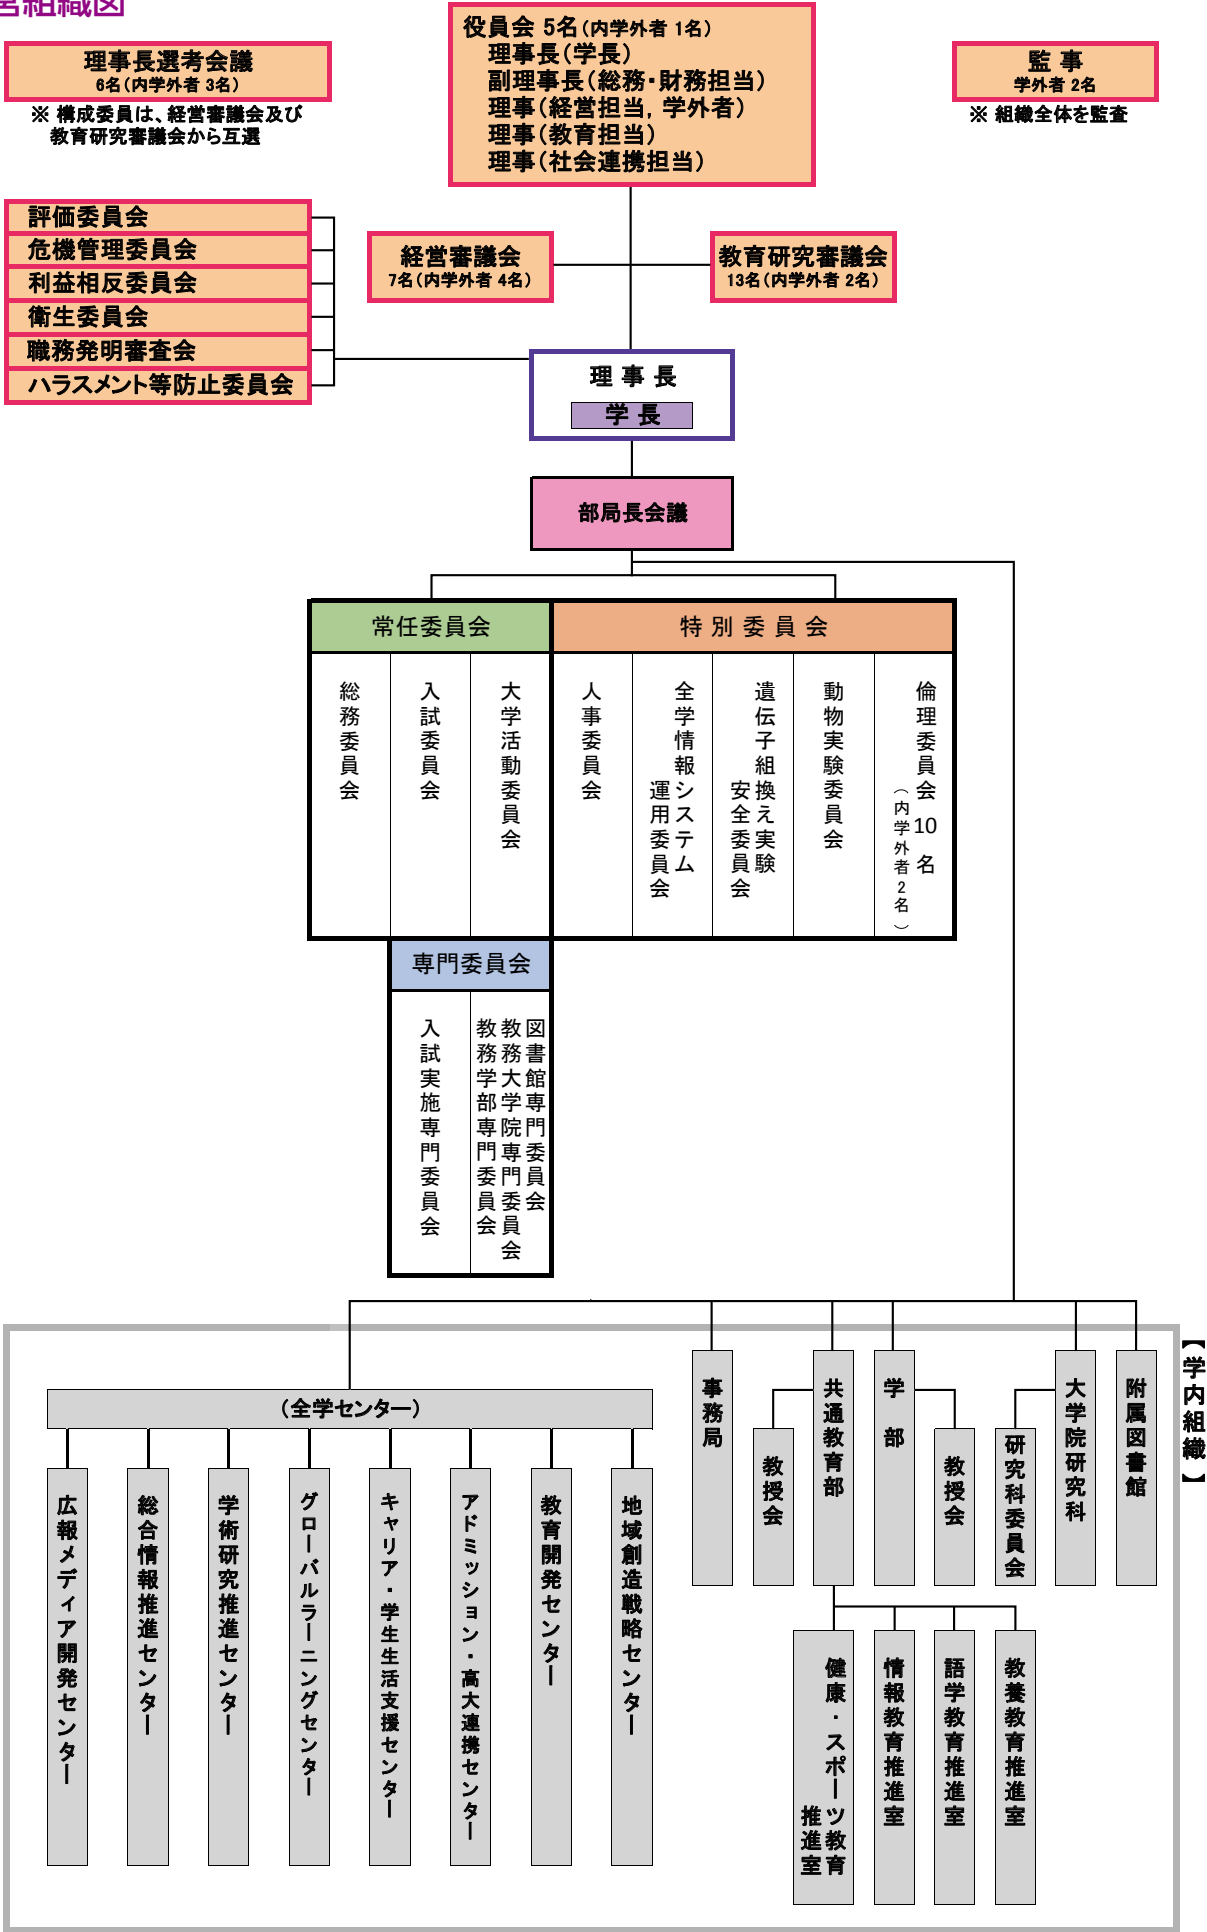 営組織図
役員会 5名(内学外者 1名)
理事長(学長)
副理事長(総務・財務担当)
理事(経営担当, 学外者)
理事(教育担当)
理事(社会連携担当)
理事長選考会議
6名(内学外者 3名)
※ 構成委員は、経営審議会及び
教育研究審議会から互選
監 事
学外者 2名
※ 組織全体を監査
評価委員会
危機管理委員会
利益相反委員会
衛生委員会
職務発明審査会
ハラスメント等防止委員会
経営審議会
7名(内学外者 4名)
教育研究審議会
13名(内学外者 2名)
理 事 長
学 長
部局長会議
常任委員会
特 別 委 員 会
総務委員会
入試委員会
大学活動委員会
人事委員会
全学情報システム
運用委員会
遺伝子組換え実験
安全委員会
動物実験委員会
倫理委員会 10 名
(内学外者2名)
専門委員会
入試実施専門委員会
図書館専門委員会
教務大学院専門委員会
教務学部専門委員会
【学内組織】
(全学センター)
広報メディア開発センター
総合情報推進センター
学術研究推進センター
グローバルラーニングセンター
キャリア・学生生活支援センター
アドミッション・高大連携センター
教育開発センター
地域創造戦略センター
事務局
教授会
共通教育部
学 部
教授会
研究科委員会
大学院研究科
附属図書館
健康・スポーツ教育
推進室
情報教育推進室
語学教育推進室
教養教育推進室